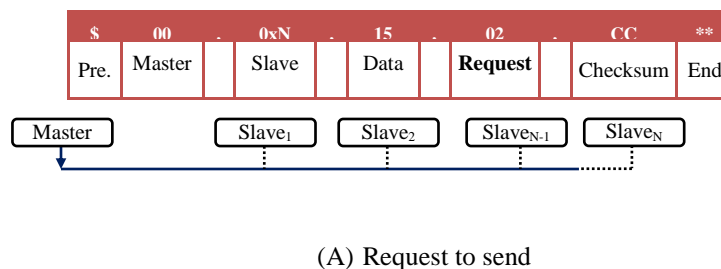 $ 00 . 0xN . 15 . 02 . CC **
Pre. Master Slave Data Request Checksum End
Master Slave1 Slave2 SlaveN-1 SlaveN
(A) Request to send